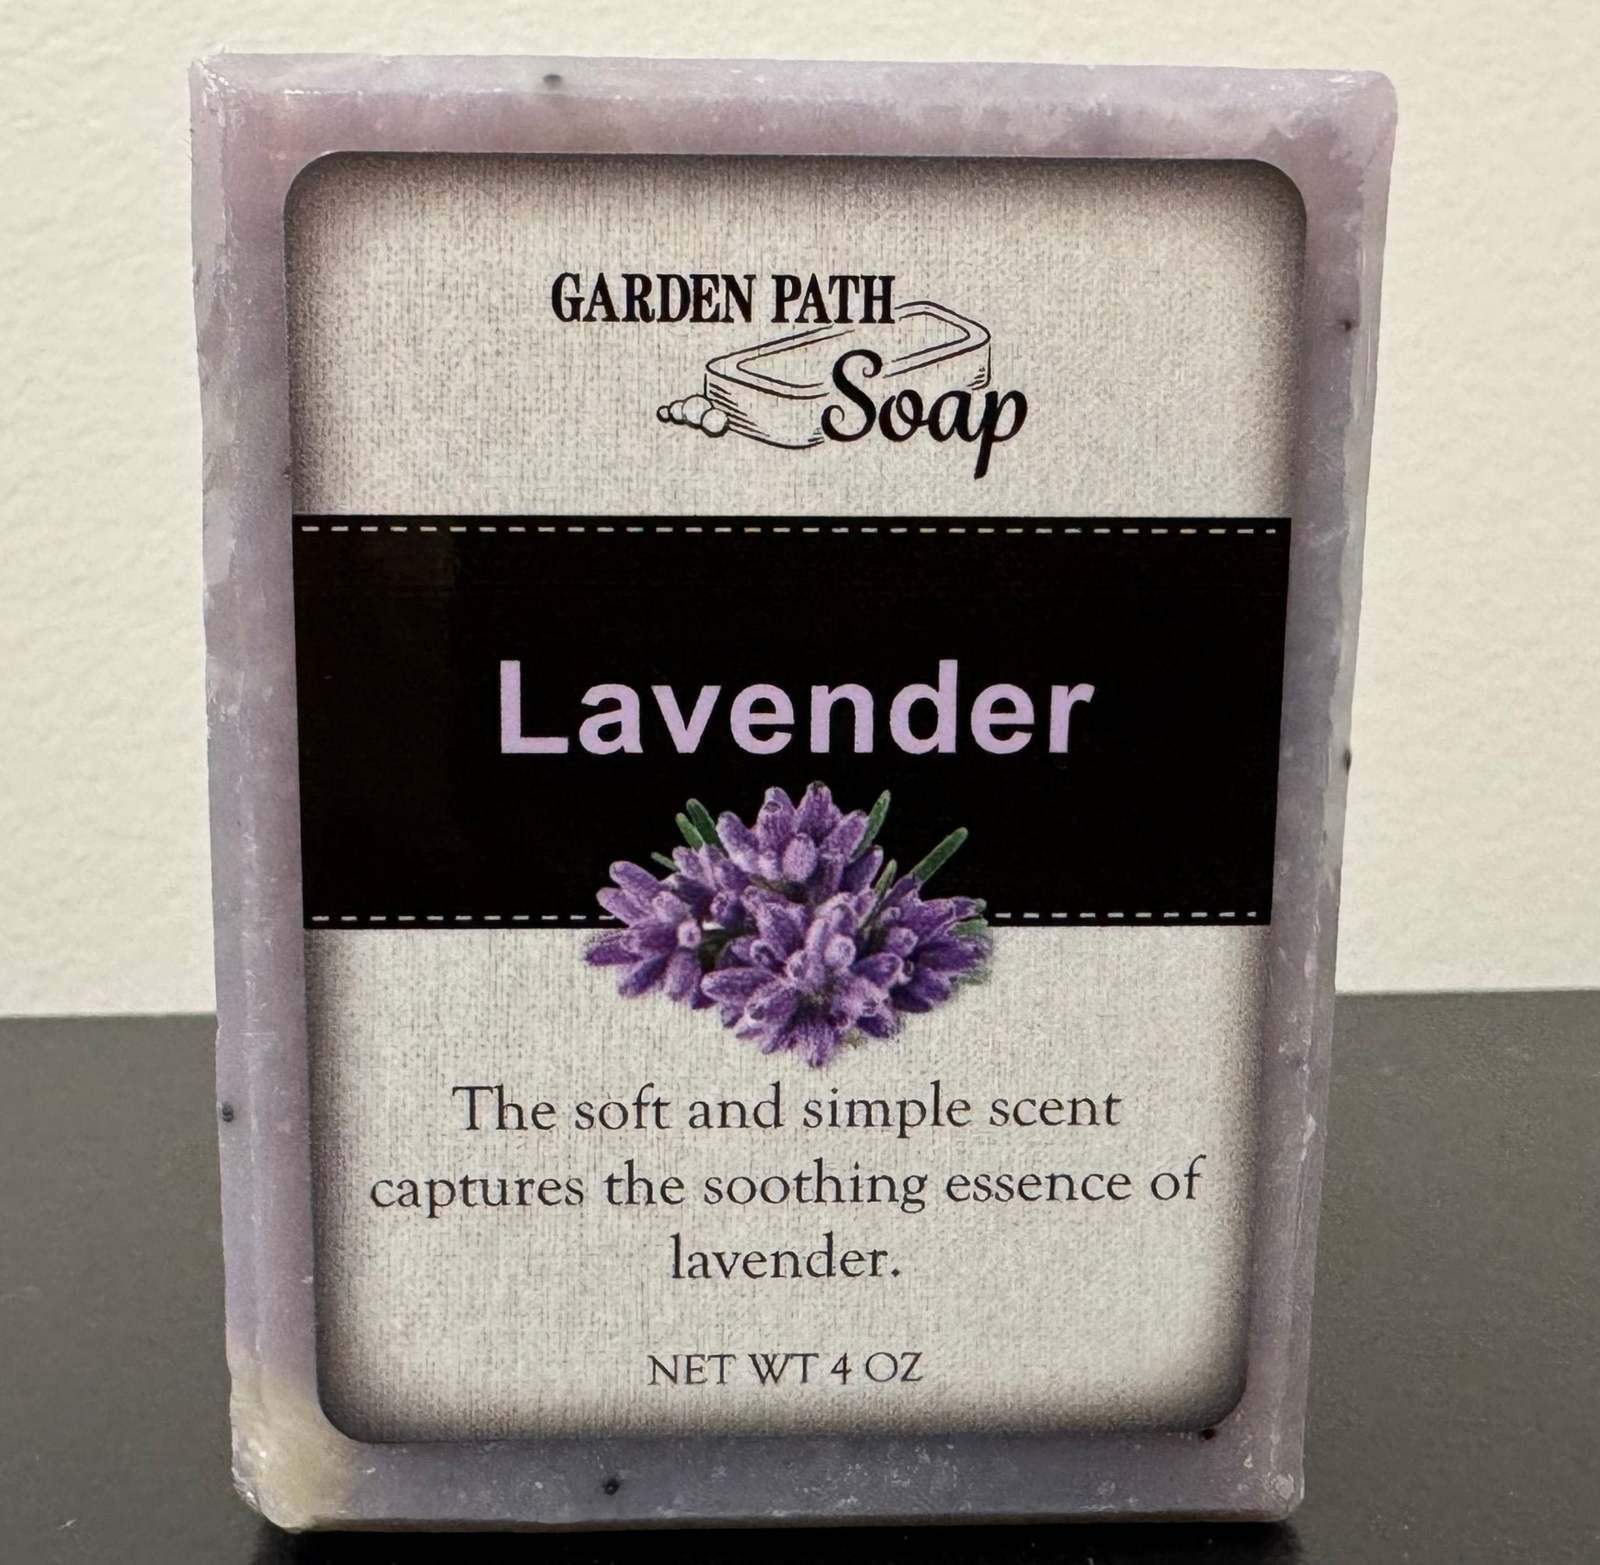 GARDEN PATH
Soap
Lavender
The soft and simple scent
captures the soothing essence of
lavender.
NET WT 4 OZ